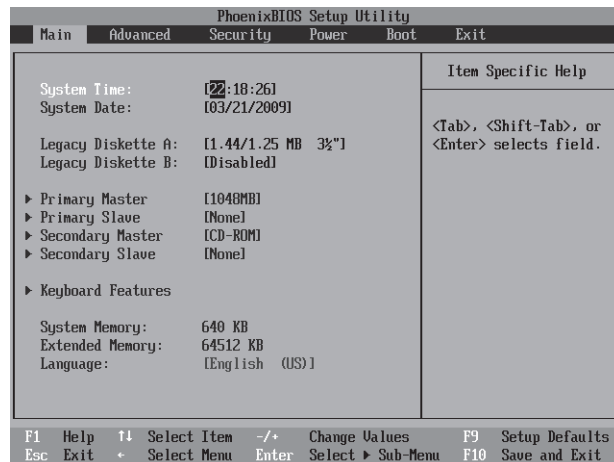 PhoenixBIOS Setup Utility
Main Advanced Security Power Boot Exit
Item Specific Help
System Time: [22:18:26]
System Date: [03/21/2009]
<Tab>, <Shift-Tab>, or
<Enter> selects field.
Legacy Diskette A: [1.44/1.25 MB 3½"]
Legacy Diskette B: [Disabled]
▶ Primary Master [1048MB]
▶ Primary Slave [None]
▶ Secondary Master [CD-ROM]
▶ Secondary Slave [None]
▶ Keyboard Features
System Memory: 640 KB
Extended Memory: 64512 KB
Language: [English (US)]
F1 Help ↑↓ Select Item -/+ Change Values F9 Setup Defaults
Esc Exit ← Select Menu Enter Select ▶ Sub-Menu F10 Save and Exit